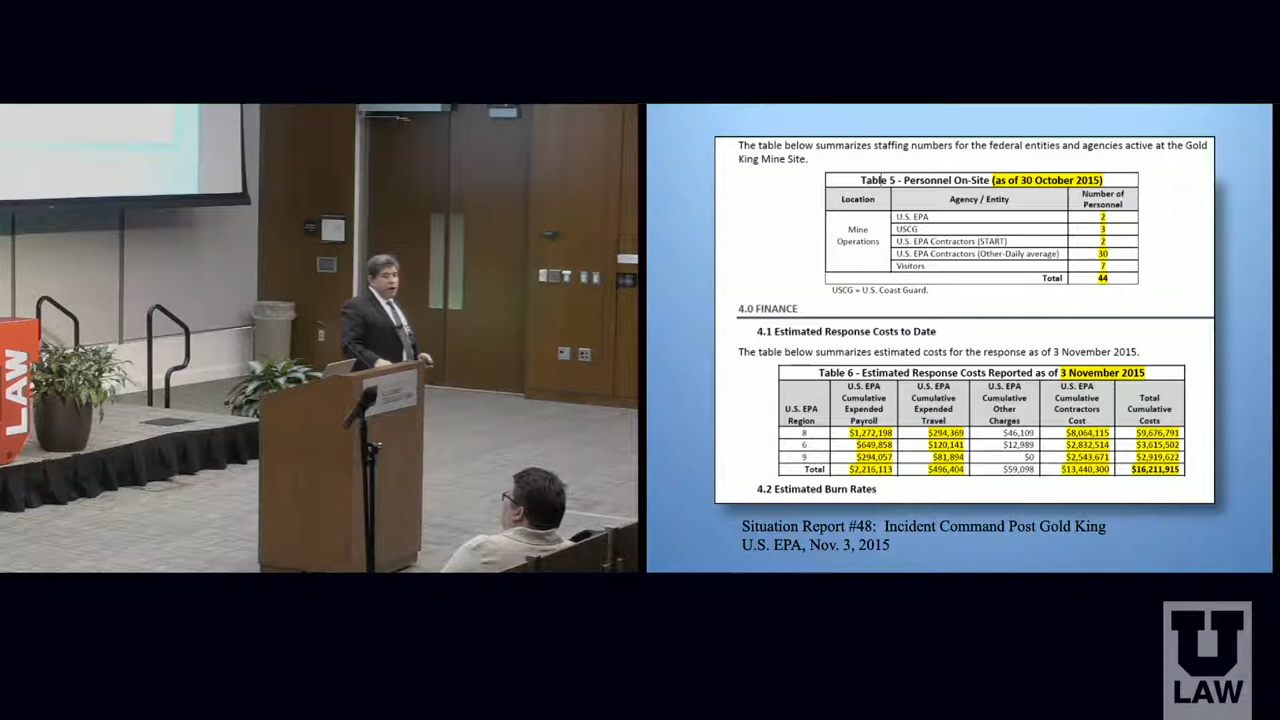 LAW
The table below summarizes staffing numbers for the federal entities and agencies active at the Gold
King Mine Site.
Table 5 - Personnel On-Site (as of 30 October 2015)
Location Agency / Entity Number of Personnel
Mine Operations
U.S. EPA 2
USCG 3
U.S. EPA Contractors (START) 2
U.S. EPA Contractors (Other-Daily average) 30
Visitors 7
Total 44
USCG = U.S. Coast Guard.
4.0 FINANCE
4.1 Estimated Response Costs to Date
The table below summarizes estimated costs for the response as of 3 November 2015.
Table 6 - Estimated Response Costs Reported as of 3 November 2015
U.S. EPA Region U.S. EPA Cumulative Expended Payroll U.S. EPA Cumulative Expended Travel U.S. EPA Cumulative Other Charges U.S. EPA Cumulative Contractors Cost Total Cumulative Costs
8 $1,272,198 $294,369 $46,109 $8,064,115 $9,676,791
6 $649,858 $120,141 $12,989 $2,832,514 $3,615,502
9 $294,057 $81,894 $0 $2,543,671 $2,919,622
Total $2,216,113 $496,404 $59,098 $13,440,300 $16,211,915
4.2 Estimated Burn Rates
Situation Report #48: Incident Command Post Gold King
U.S. EPA, Nov. 3, 2015
U
LAW